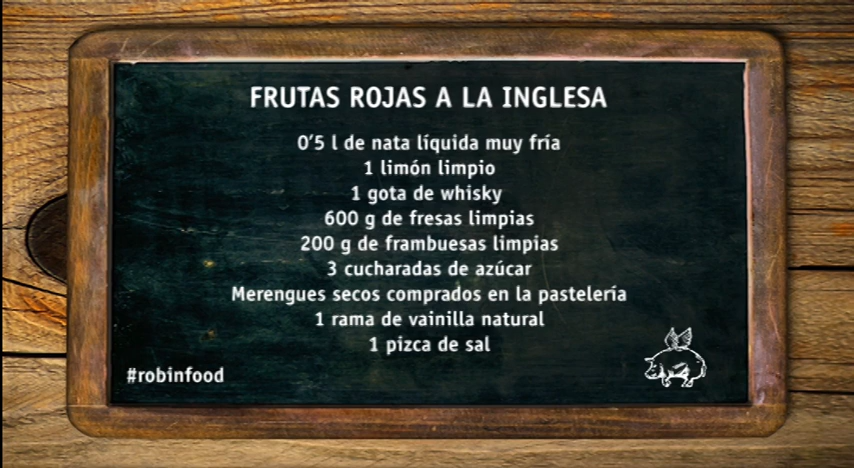 FRUTAS ROJAS A LA INGLESA
0'5 l de nata líquida muy fría
1 limón limpio
1 gota de whisky
600 g de fresas limpias
200 g de frambuesas limpias
3 cucharadas de azúcar
Merengues secos comprados en la pastelería
1 rama de vainilla natural
1 pizca de sal
#robinfood